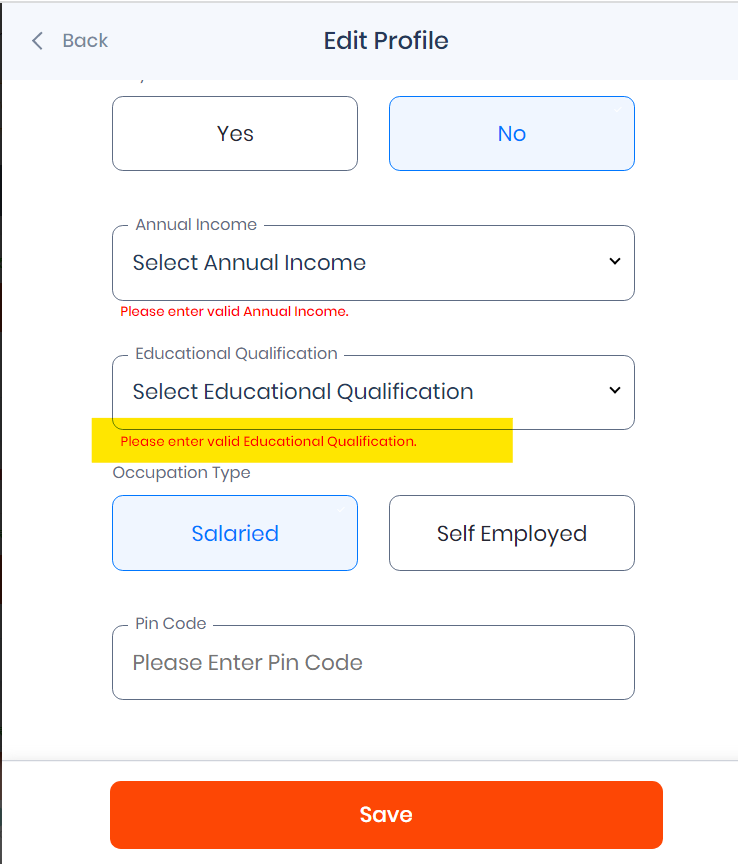 Back
Edit Profile
Yes
No
Annual Income
Select Annual Income
Please enter valid Annual Income.
Educational Qualification
Select Educational Qualification
Please enter valid Educational Qualification.
Occupation Type
Salaried
Self Employed
Pin Code
Please Enter Pin Code
Save